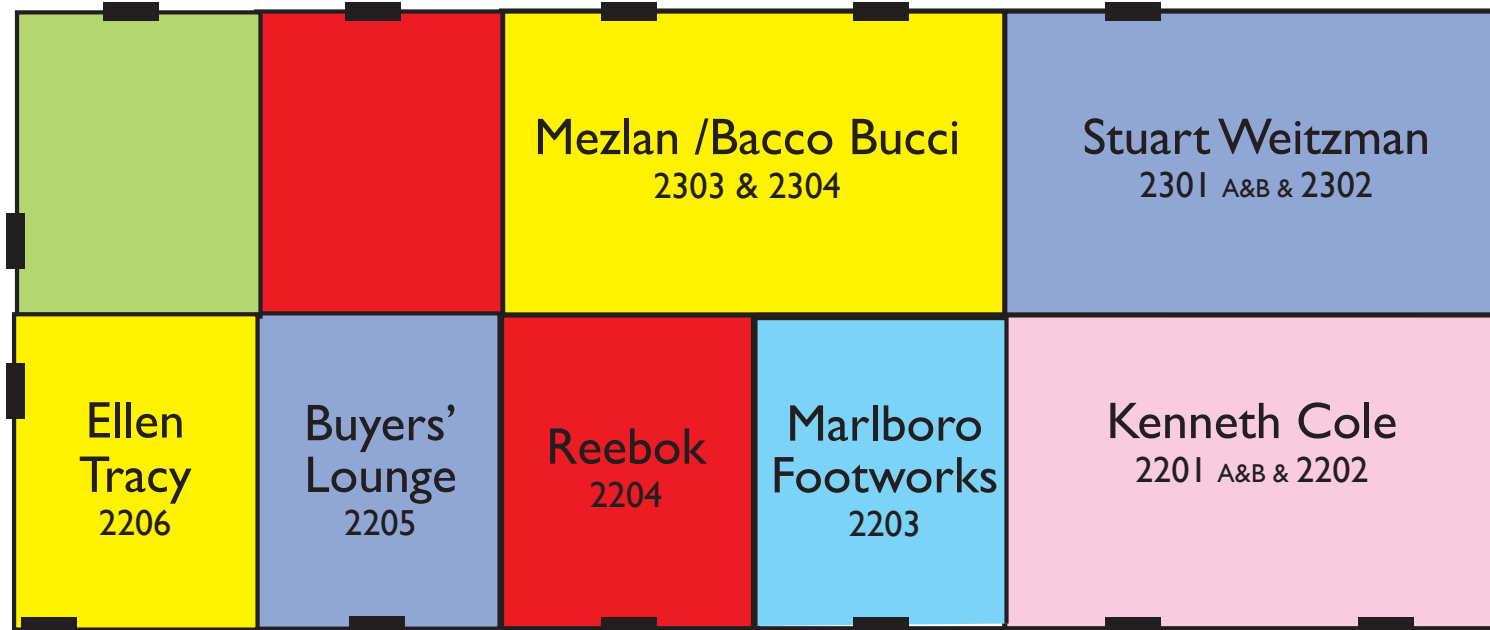 Mezlan /Bacco Bucci
2303 & 2304
Stuart Weitzman
2301 A&B & 2302
Ellen
Tracy
2206
Buyers’
Lounge
2205
Reebok
2204
Marlboro
Footworks
2203
Kenneth Cole
2201 A&B & 2202